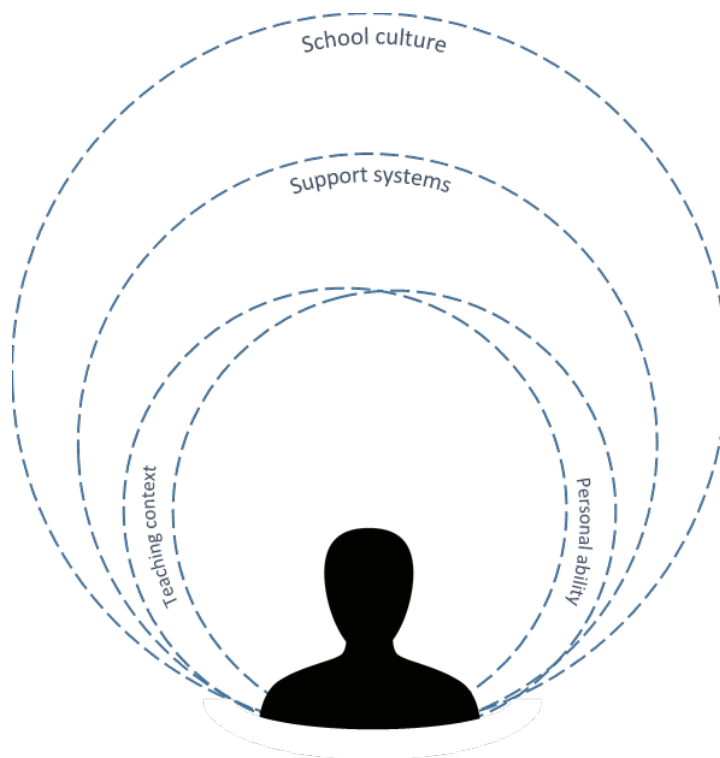 School culture
Support systems
Teaching context
Personal ability